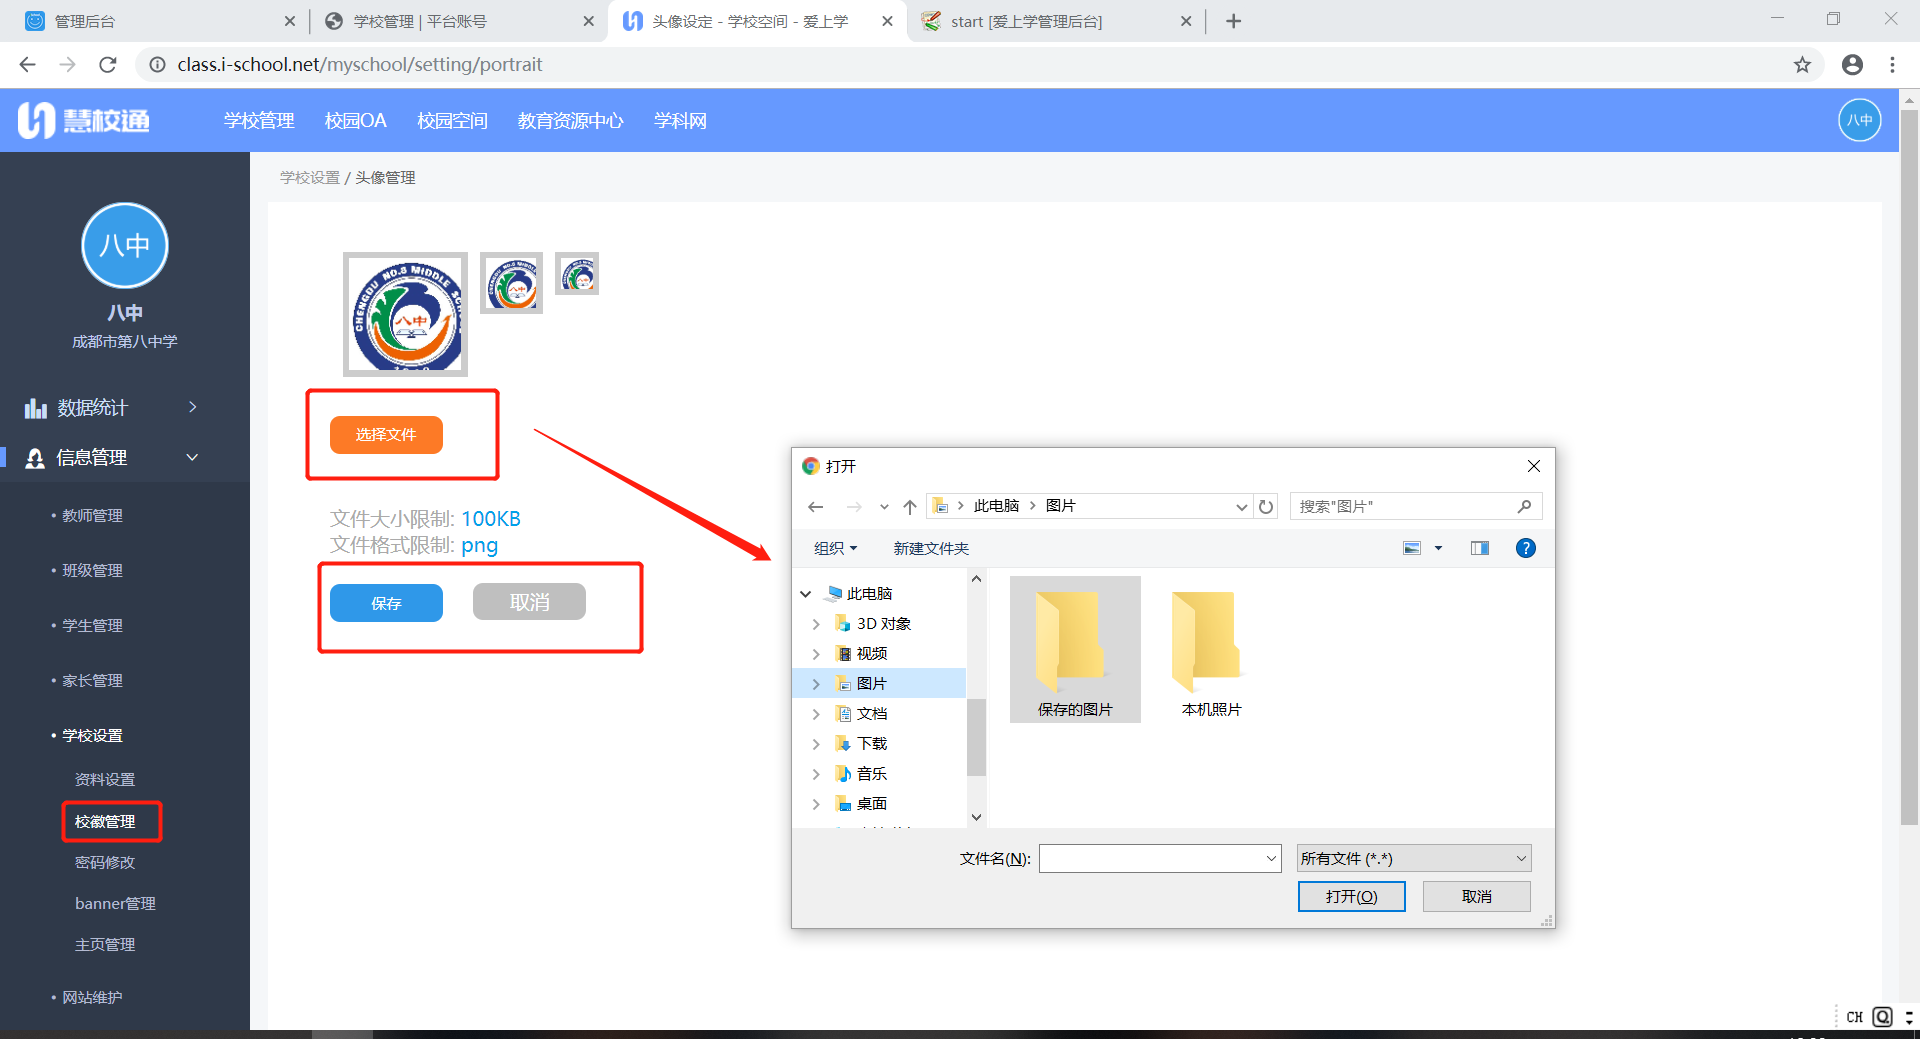 管理后台
学校管理 | 平台账号
头像设定 - 学校空间 - 爱上学
start [爱上学管理后台]
class.i-school.net/myschool/setting/portrait
慧校通
学校管理
校园OA
校园空间
教育资源中心
学科网
八中
学校设置 / 头像管理
八中
八中
成都市第八中学
数据统计
信息管理
• 教师管理
• 班级管理
• 学生管理
• 家长管理
• 学校设置
资料设置
校徽管理
密码修改
banner管理
主页管理
• 网站维护
CHENGDU NO.8 MIDDLE
八中
八中
选择文件
文件大小限制: 100KB
文件格式限制: png
保存
取消
打开
此电脑
图片
搜索"图片"
组织
新建文件夹
此电脑
3D 对象
视频
图片
文档
下载
音乐
桌面
保存的图片
本机照片
文件名(N):
所有文件 (*.*)
打开(O)
取消
CH